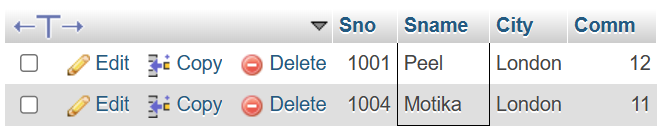 Sno Sname City Comm
Edit Copy Delete 1001 Peel London 12
Edit Copy Delete 1004 Motika London 11